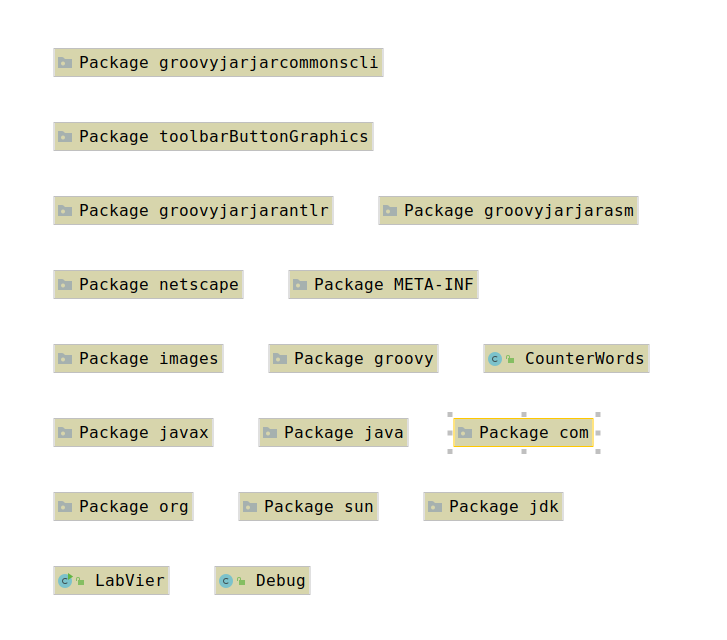 Package groovyjarjarcommonscli
Package toolbarButtonGraphics
Package groovyjarjarantlr Package groovyjarjarasm
Package netscape Package META-INF
Package images Package groovy CounterWords
Package javax Package java Package com
Package org Package sun Package jdk
LabVier Debug